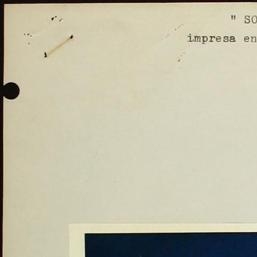 " SO
impresa en